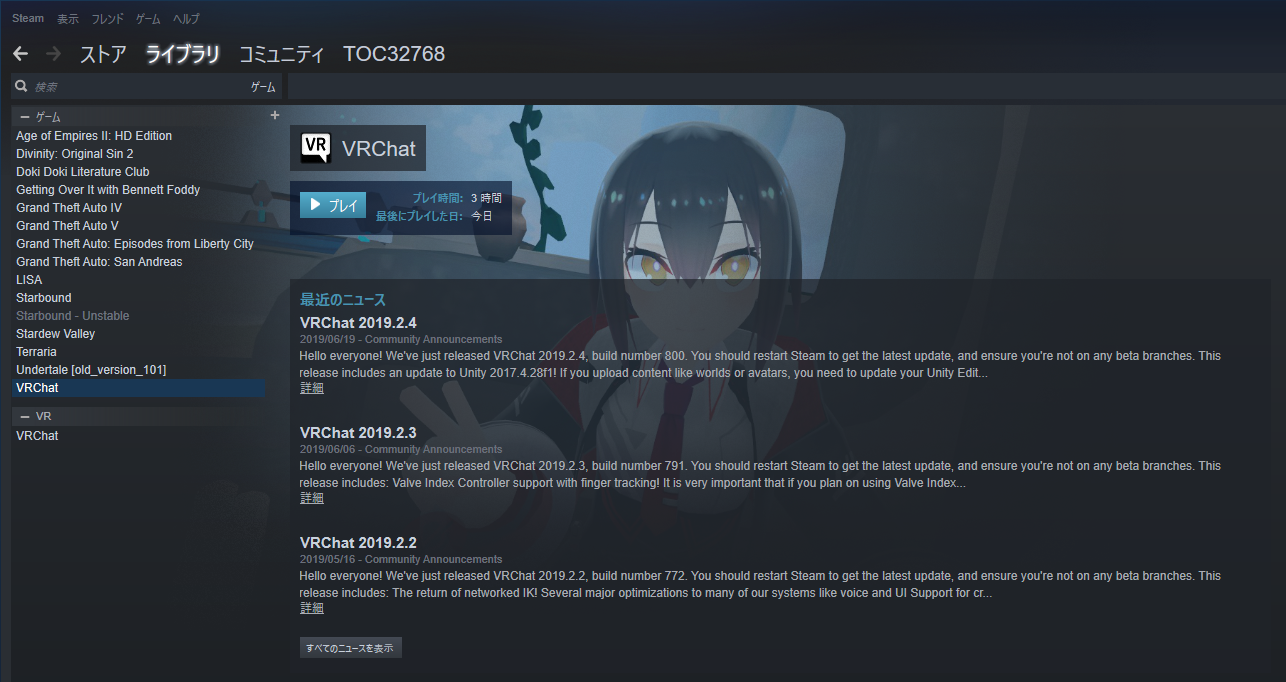 Steam 表示 フレンド ゲーム ヘルプ
ストア ライブラリ コミュニティ TOC32768
検索 ゲーム
ゲーム +
Age of Empires II: HD Edition
Divinity: Original Sin 2
Doki Doki Literature Club
Getting Over It with Bennett Foddy
Grand Theft Auto IV
Grand Theft Auto V
Grand Theft Auto: Episodes from Liberty City
Grand Theft Auto: San Andreas
LISA
Starbound
Starbound - Unstable
Stardew Valley
Terraria
Undertale [old_version_101]
VRChat
VR
VRChat
VR VRChat
プレイ
プレイ時間: 3 時間
最後にプレイした日: 今日
最近のニュース
VRChat 2019.2.4
2019/06/19 - Community Announcements
Hello everyone! We've just released VRChat 2019.2.4, build number 800. You should restart Steam to get the latest update, and ensure you're not on any beta branches. This
release includes an update to Unity 2017.4.28f1! If you upload content like worlds or avatars, you need to update your Unity Edit...
詳細
VRChat 2019.2.3
2019/06/06 - Community Announcements
Hello everyone! We've just released VRChat 2019.2.3, build number 791. You should restart Steam to get the latest update, and ensure you're not on any beta branches. This
release includes: Valve Index Controller support with finger tracking! It is very important that if you plan on using Valve Index...
詳細
VRChat 2019.2.2
2019/05/16 - Community Announcements
Hello everyone! We've just released VRChat 2019.2.2, build number 772. You should restart Steam to get the latest update, and ensure you're not on any beta branches. This
release includes: The return of networked IK! Several major optimizations to many of our systems like voice and UI Support for cr...
詳細
すべてのニュースを表示